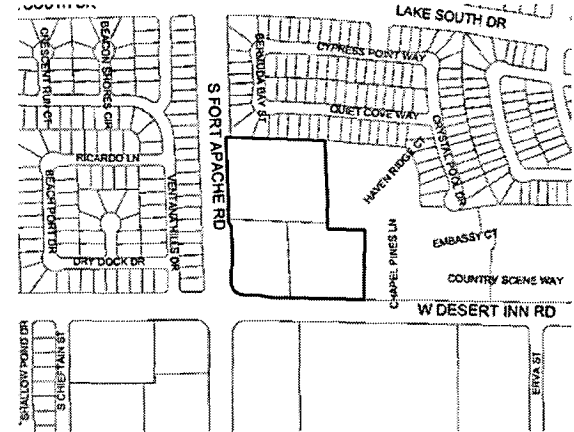 LAKE SOUTH DR
CRESCENT RUN CT
BEACON SHORES CIR
BERMUDA BAY ST
CYPRESS POINT WAY
QUIET COVE WAY
CRYSTAL POOL DR
S FORT APACHE RD
RICARDO LN
BEACH PORT DR
VENTANA HILLS DR
DRY DOCK DR
HAVEN RIDGE CT
CHAPEL PINES LN
EMBASSY CT
COUNTRY SCENE WAY
W DESERT INN RD
SHALLOW POND DR
S CHIEFTAIN ST
ERVA ST